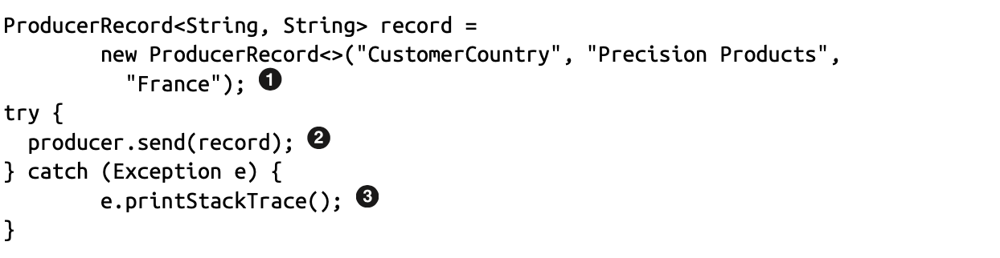 ProducerRecord<String, String> record =
        new ProducerRecord<>("CustomerCountry", "Precision Products",
          "France"); ❶
try {
  producer.send(record); ❷
} catch (Exception e) {
        e.printStackTrace(); ❸
}